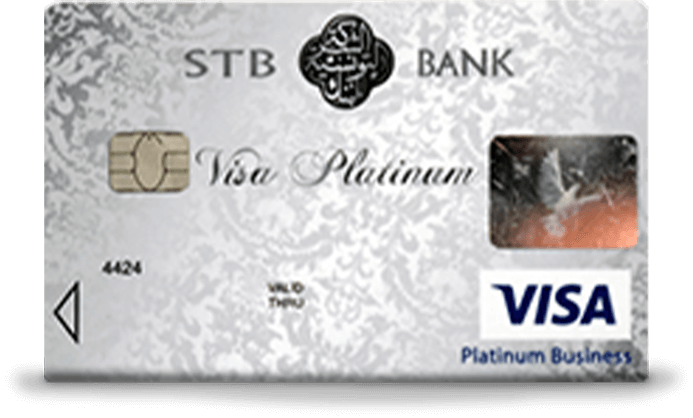 STB BANK
Visa Platinum
4424
VALID
THRU
VISA
Platinum Business